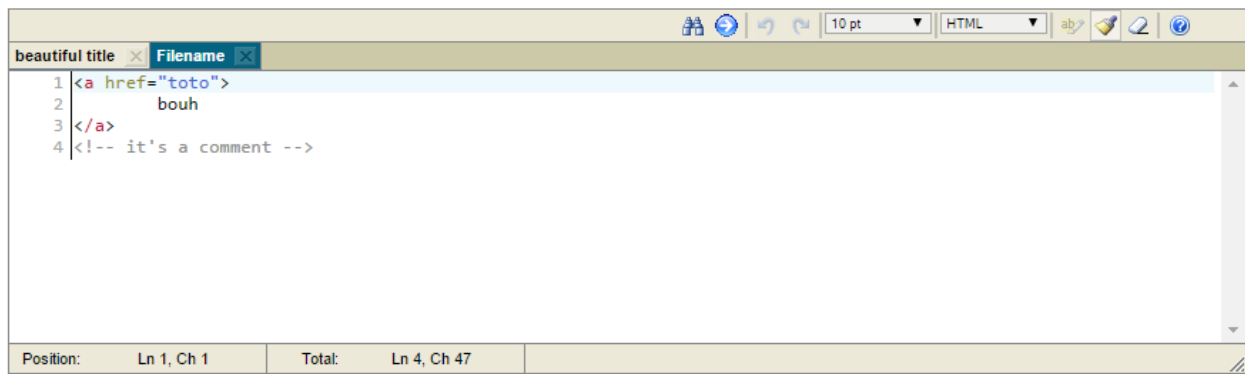 10 pt HTML
beautiful title Filename
1 <a href="toto">
2 bouh
3 </a>
4 <!-- it's a comment -->
Position: Ln 1, Ch 1 Total: Ln 4, Ch 47